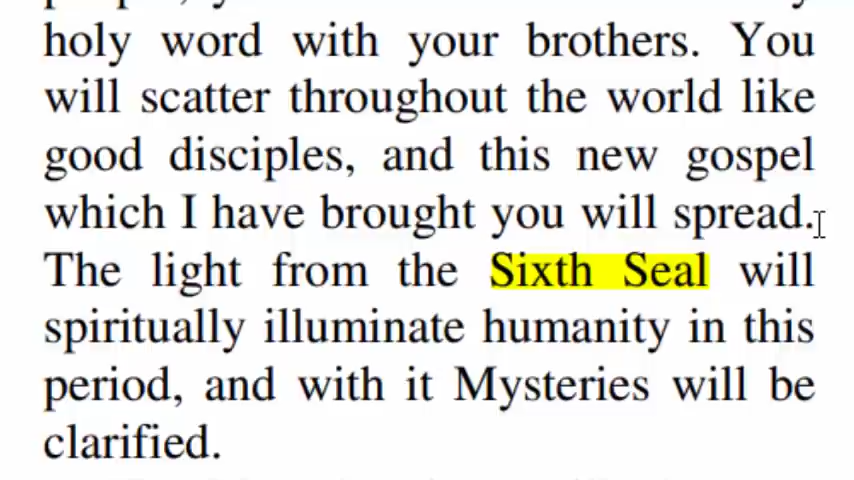 holy word with your brothers. You
will scatter throughout the world like
good disciples, and this new gospel
which I have brought you will spread.
The light from the Sixth Seal will
spiritually illuminate humanity in this
period, and with it Mysteries will be
clarified.